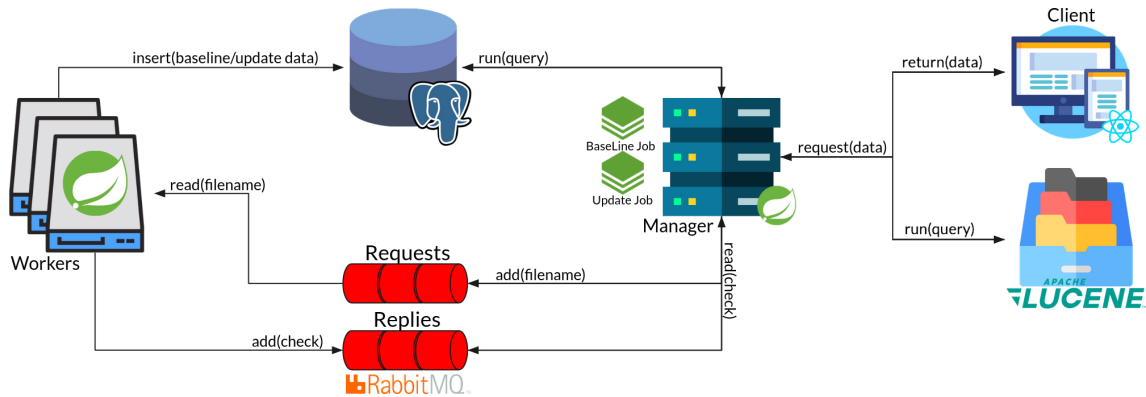 Client
insert(baseline/update data)
run(query)
return(data)
BaseLine Job
Update Job
request(data)
read(filename)
Manager
run(query)
Workers
Requests
add(filename)
read(check)
Replies
add(check)
RabbitMQ
APACHE
LUCENE